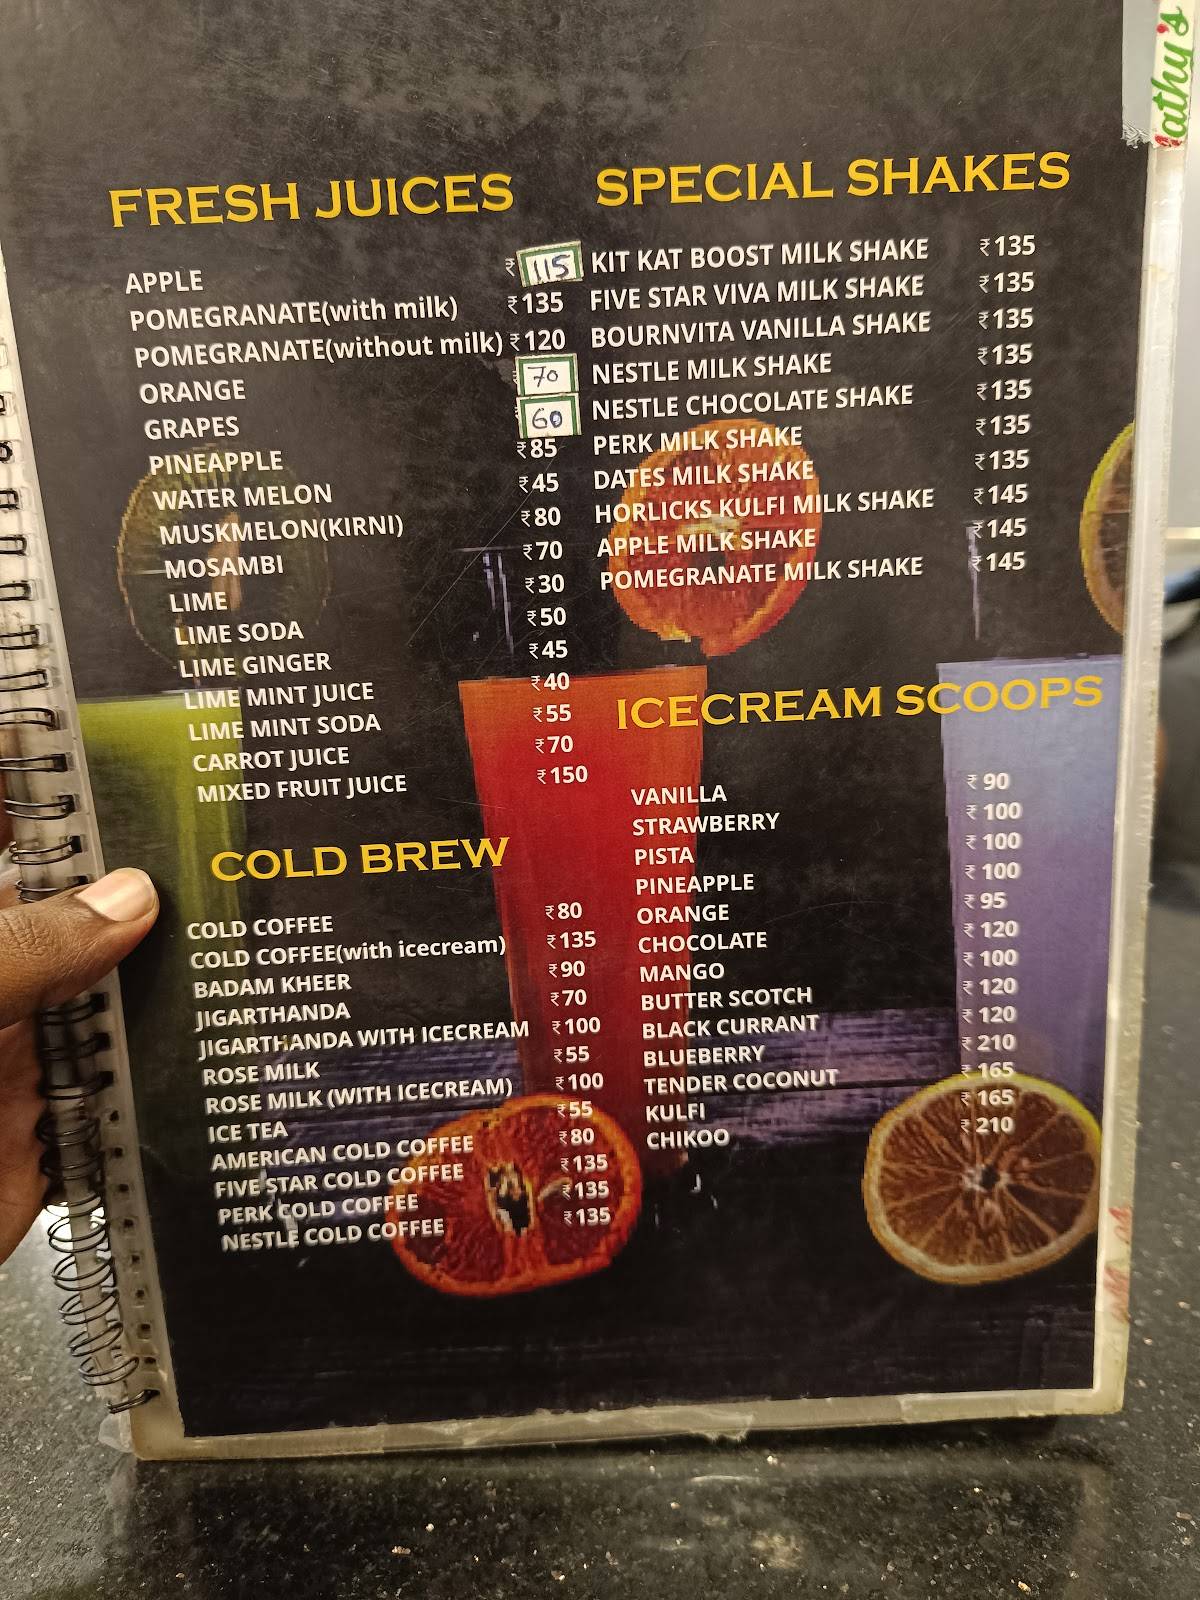 athy's
FRESH JUICES
APPLE ₹ 115
POMEGRANATE(with milk) ₹135
POMEGRANATE(without milk) ₹120
ORANGE 70
GRAPES 60
PINEAPPLE ₹85
WATER MELON ₹45
MUSKMELON(KIRNI) ₹80
MOSAMBI ₹70
LIME ₹30
LIME SODA ₹50
LIME GINGER ₹45
LIME MINT JUICE ₹40
LIME MINT SODA ₹55
CARROT JUICE ₹70
MIXED FRUIT JUICE ₹150
COLD BREW
COLD COFFEE ₹80
COLD COFFEE(with icecream) ₹135
BADAM KHEER ₹90
JIGARTHANDA ₹70
JIGARTHANDA WITH ICECREAM ₹100
ROSE MILK ₹55
ROSE MILK (WITH ICECREAM) ₹100
ICE TEA ₹55
AMERICAN COLD COFFEE ₹80
FIVE STAR COLD COFFEE ₹135
PERK COLD COFFEE ₹135
NESTLE COLD COFFEE ₹135
SPECIAL SHAKES
KIT KAT BOOST MILK SHAKE ₹135
FIVE STAR VIVA MILK SHAKE ₹135
BOURNVITA VANILLA SHAKE ₹135
NESTLE MILK SHAKE ₹135
NESTLE CHOCOLATE SHAKE ₹135
PERK MILK SHAKE ₹135
DATES MILK SHAKE ₹135
HORLICKS KULFI MILK SHAKE ₹145
APPLE MILK SHAKE ₹145
POMEGRANATE MILK SHAKE ₹145
ICECREAM SCOOPS
VANILLA ₹ 90
STRAWBERRY ₹ 100
PISTA ₹ 100
PINEAPPLE ₹ 100
ORANGE ₹ 95
CHOCOLATE ₹ 120
MANGO ₹ 100
BUTTER SCOTCH ₹ 120
BLACK CURRANT ₹ 120
BLUEBERRY ₹ 210
TENDER COCONUT ₹ 165
KULFI ₹ 165
CHIKOO ₹ 210